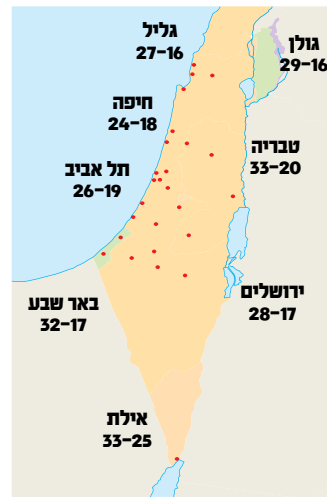 גליל
27-16
גולן
29-16
חיפה
24-18
טבריה
33-20
תל אביב
26-19
ירושלים
28-17
באר שבע
32-17
אילת
33-25